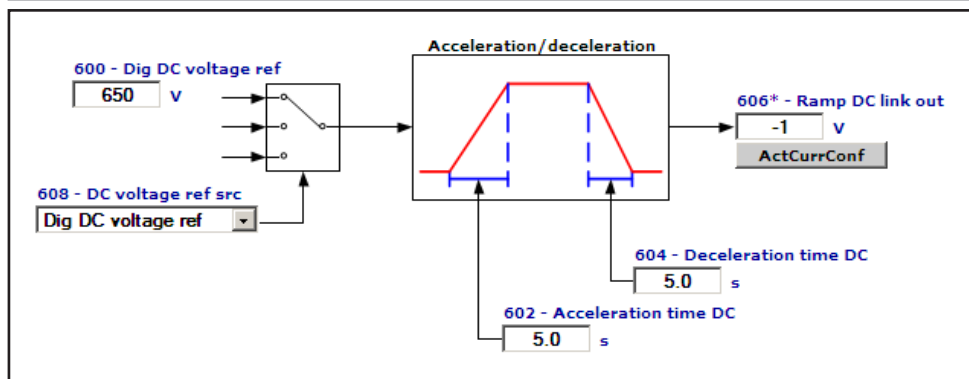 Acceleration/deceleration
600 - Dig DC voltage ref
650 V
606* - Ramp DC link out
-1 V
ActCurrConf
608 - DC voltage ref src
Dig DC voltage ref
604 - Deceleration time DC
5.0 s
602 - Acceleration time DC
5.0 s